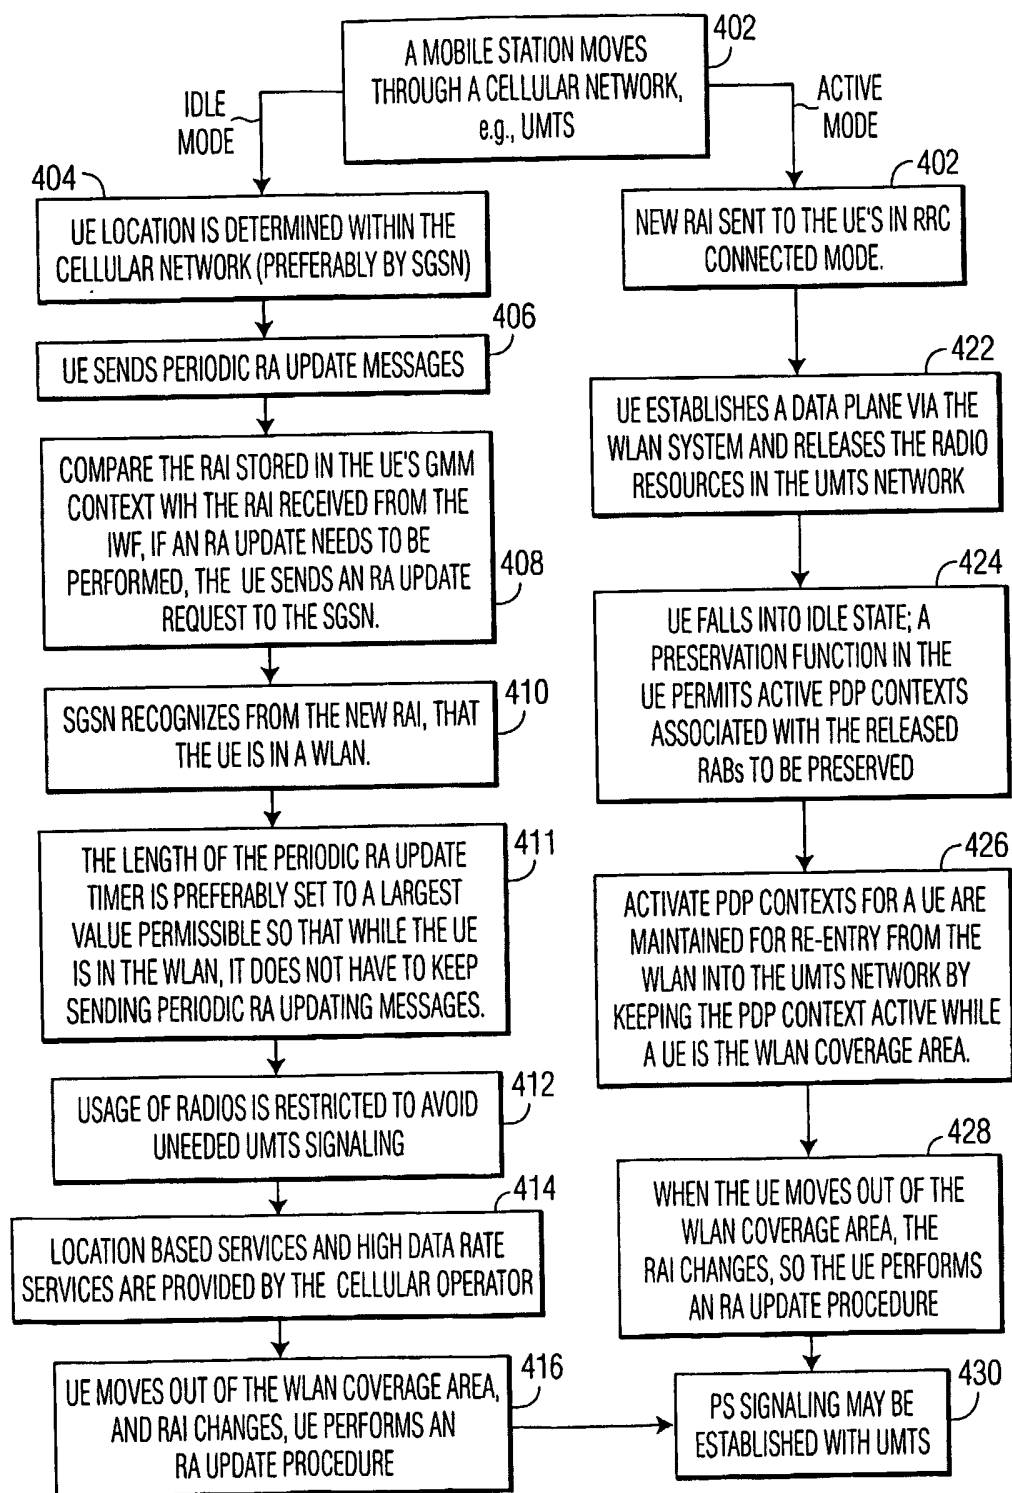 402
A MOBILE STATION MOVES
THROUGH A CELLULAR NETWORK,
e.g., UMTS
IDLE
MODE
ACTIVE
MODE
404
UE LOCATION IS DETERMINED WITHIN THE
CELLULAR NETWORK (PREFERABLY BY SGSN)
406
UE SENDS PERIODIC RA UPDATE MESSAGES
COMPARE THE RAI STORED IN THE UE'S GMM
CONTEXT WIH THE RAI RECEIVED FROM THE
IWF, IF AN RA UPDATE NEEDS TO BE
PERFORMED, THE UE SENDS AN RA UPDATE
REQUEST TO THE SGSN.
408
SGSN RECOGNIZES FROM THE NEW RAI, THAT
THE UE IS IN A WLAN.
410
THE LENGTH OF THE PERIODIC RA UPDATE
TIMER IS PREFERABLY SET TO A LARGEST
VALUE PERMISSIBLE SO THAT WHILE THE UE
IS IN THE WLAN, IT DOES NOT HAVE TO KEEP
SENDING PERIODIC RA UPDATING MESSAGES.
411
USAGE OF RADIOS IS RESTRICTED TO AVOID
UNEEDED UMTS SIGNALING
412
414
LOCATION BASED SERVICES AND HIGH DATA RATE
SERVICES ARE PROVIDED BY THE CELLULAR OPERATOR
UE MOVES OUT OF THE WLAN COVERAGE AREA,
AND RAI CHANGES, UE PERFORMS AN
RA UPDATE PROCEDURE
416
402
NEW RAI SENT TO THE UE'S IN RRC
CONNECTED MODE.
422
UE ESTABLISHES A DATA PLANE VIA THE
WLAN SYSTEM AND RELEASES THE RADIO
RESOURCES IN THE UMTS NETWORK
424
UE FALLS INTO IDLE STATE; A
PRESERVATION FUNCTION IN THE
UE PERMITS ACTIVE PDP CONTEXTS
ASSOCIATED WITH THE RELEASED
RABs TO BE PRESERVED
426
ACTIVATE PDP CONTEXTS FOR A UE ARE
MAINTAINED FOR RE-ENTRY FROM THE
WLAN INTO THE UMTS NETWORK BY
KEEPING THE PDP CONTEXT ACTIVE WHILE
A UE IS THE WLAN COVERAGE AREA.
428
WHEN THE UE MOVES OUT OF THE
WLAN COVERAGE AREA, THE
RAI CHANGES, SO THE UE PERFORMS
AN RA UPDATE PROCEDURE
430
PS SIGNALING MAY BE
ESTABLISHED WITH UMTS